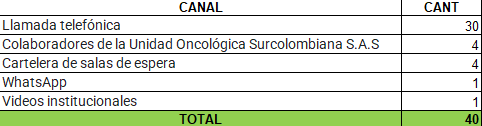 CANAL CANT
Llamada telefónica 30
Colaboradores de la Unidad Oncológica Surcolombiana S.A.S 4
Cartelera de salas de espera 4
WhatsApp 1
Videos institucionales 1
TOTAL 40